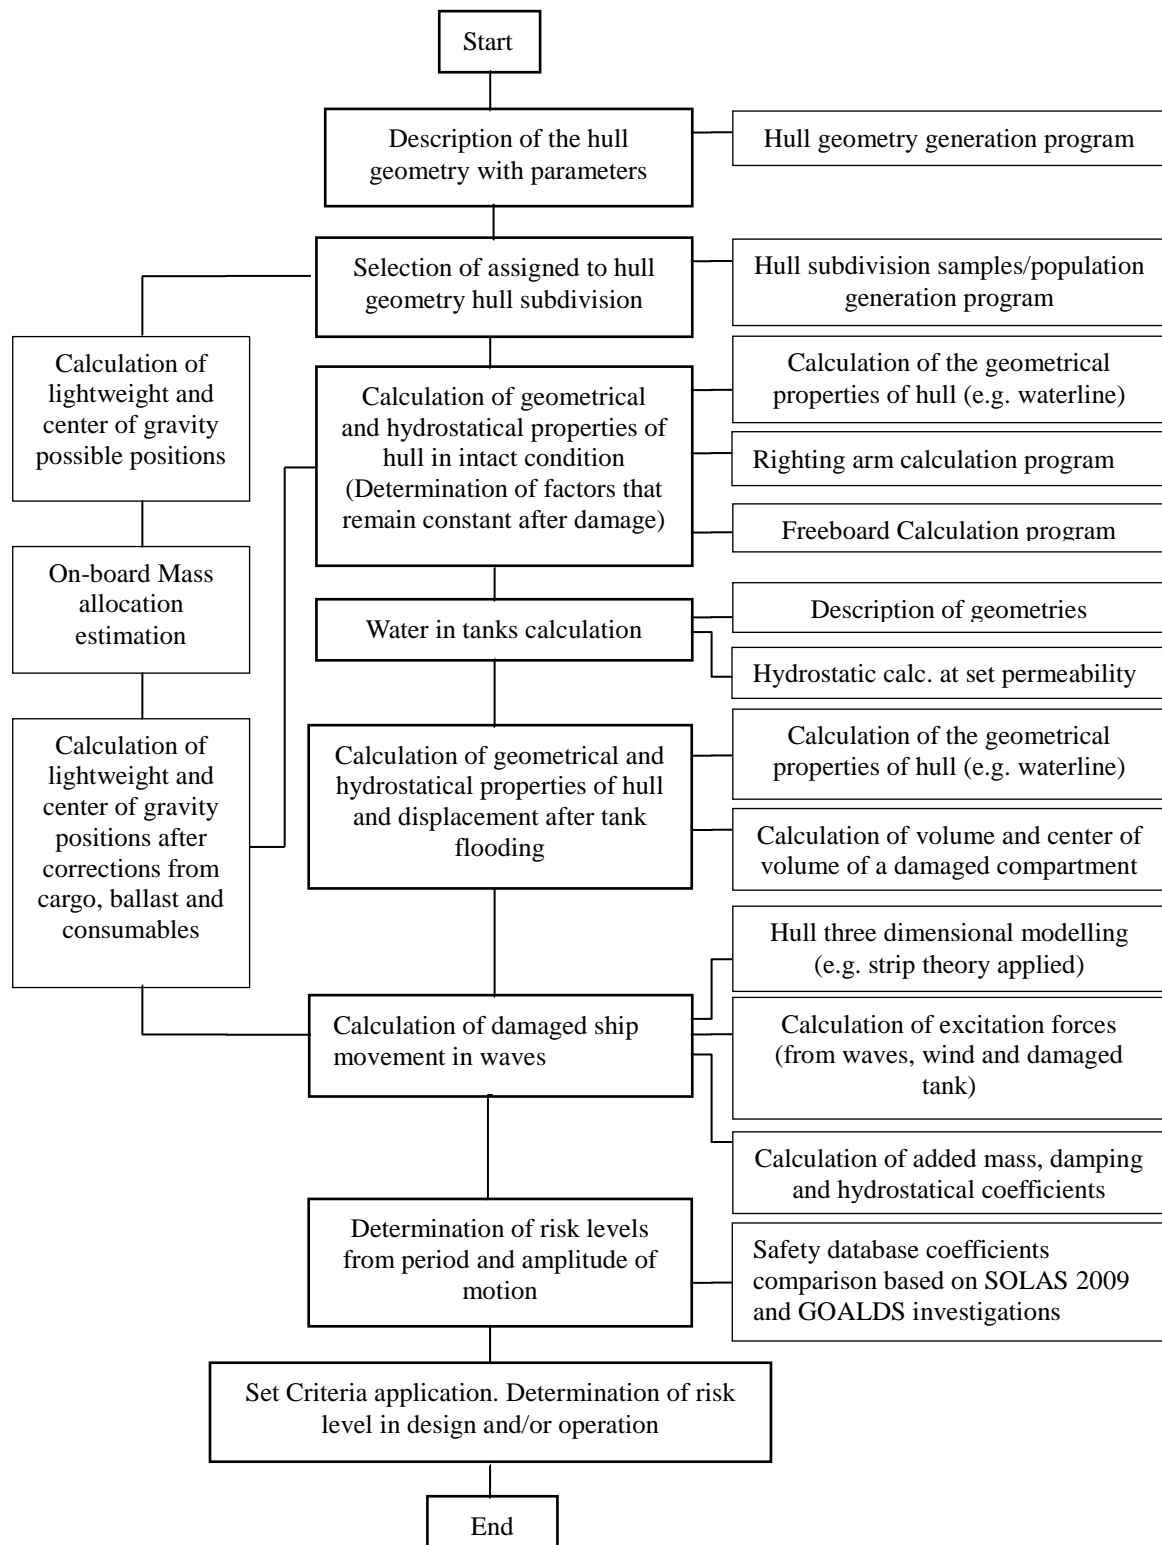 Start
Description of the hull
geometry with parameters
Hull geometry generation program
Selection of assigned to hull
geometry hull subdivision
Hull subdivision samples/population
generation program
Calculation of
lightweight and
center of gravity
possible positions
Calculation of geometrical
and hydrostatical properties of
hull in intact condition
(Determination of factors that
remain constant after damage)
Calculation of the geometrical
properties of hull (e.g. waterline)
Righting arm calculation program
Freeboard Calculation program
On-board Mass
allocation
estimation
Water in tanks calculation
Description of geometries
Hydrostatic calc. at set permeability
Calculation of
lightweight and
center of gravity
positions after
corrections from
cargo, ballast and
consumables
Calculation of geometrical and
hydrostatical properties of hull
and displacement after tank
flooding
Calculation of the geometrical
properties of hull (e.g. waterline)
Calculation of volume and center of
volume of a damaged compartment
Hull three dimensional modelling
(e.g. strip theory applied)
Calculation of damaged ship
movement in waves
Calculation of excitation forces
(from waves, wind and damaged
tank)
Calculation of added mass, damping
and hydrostatical coefficients
Determination of risk levels
from period and amplitude of
motion
Safety database coefficients
comparison based on SOLAS 2009
and GOALDS investigations
Set Criteria application. Determination of risk
level in design and/or operation
End